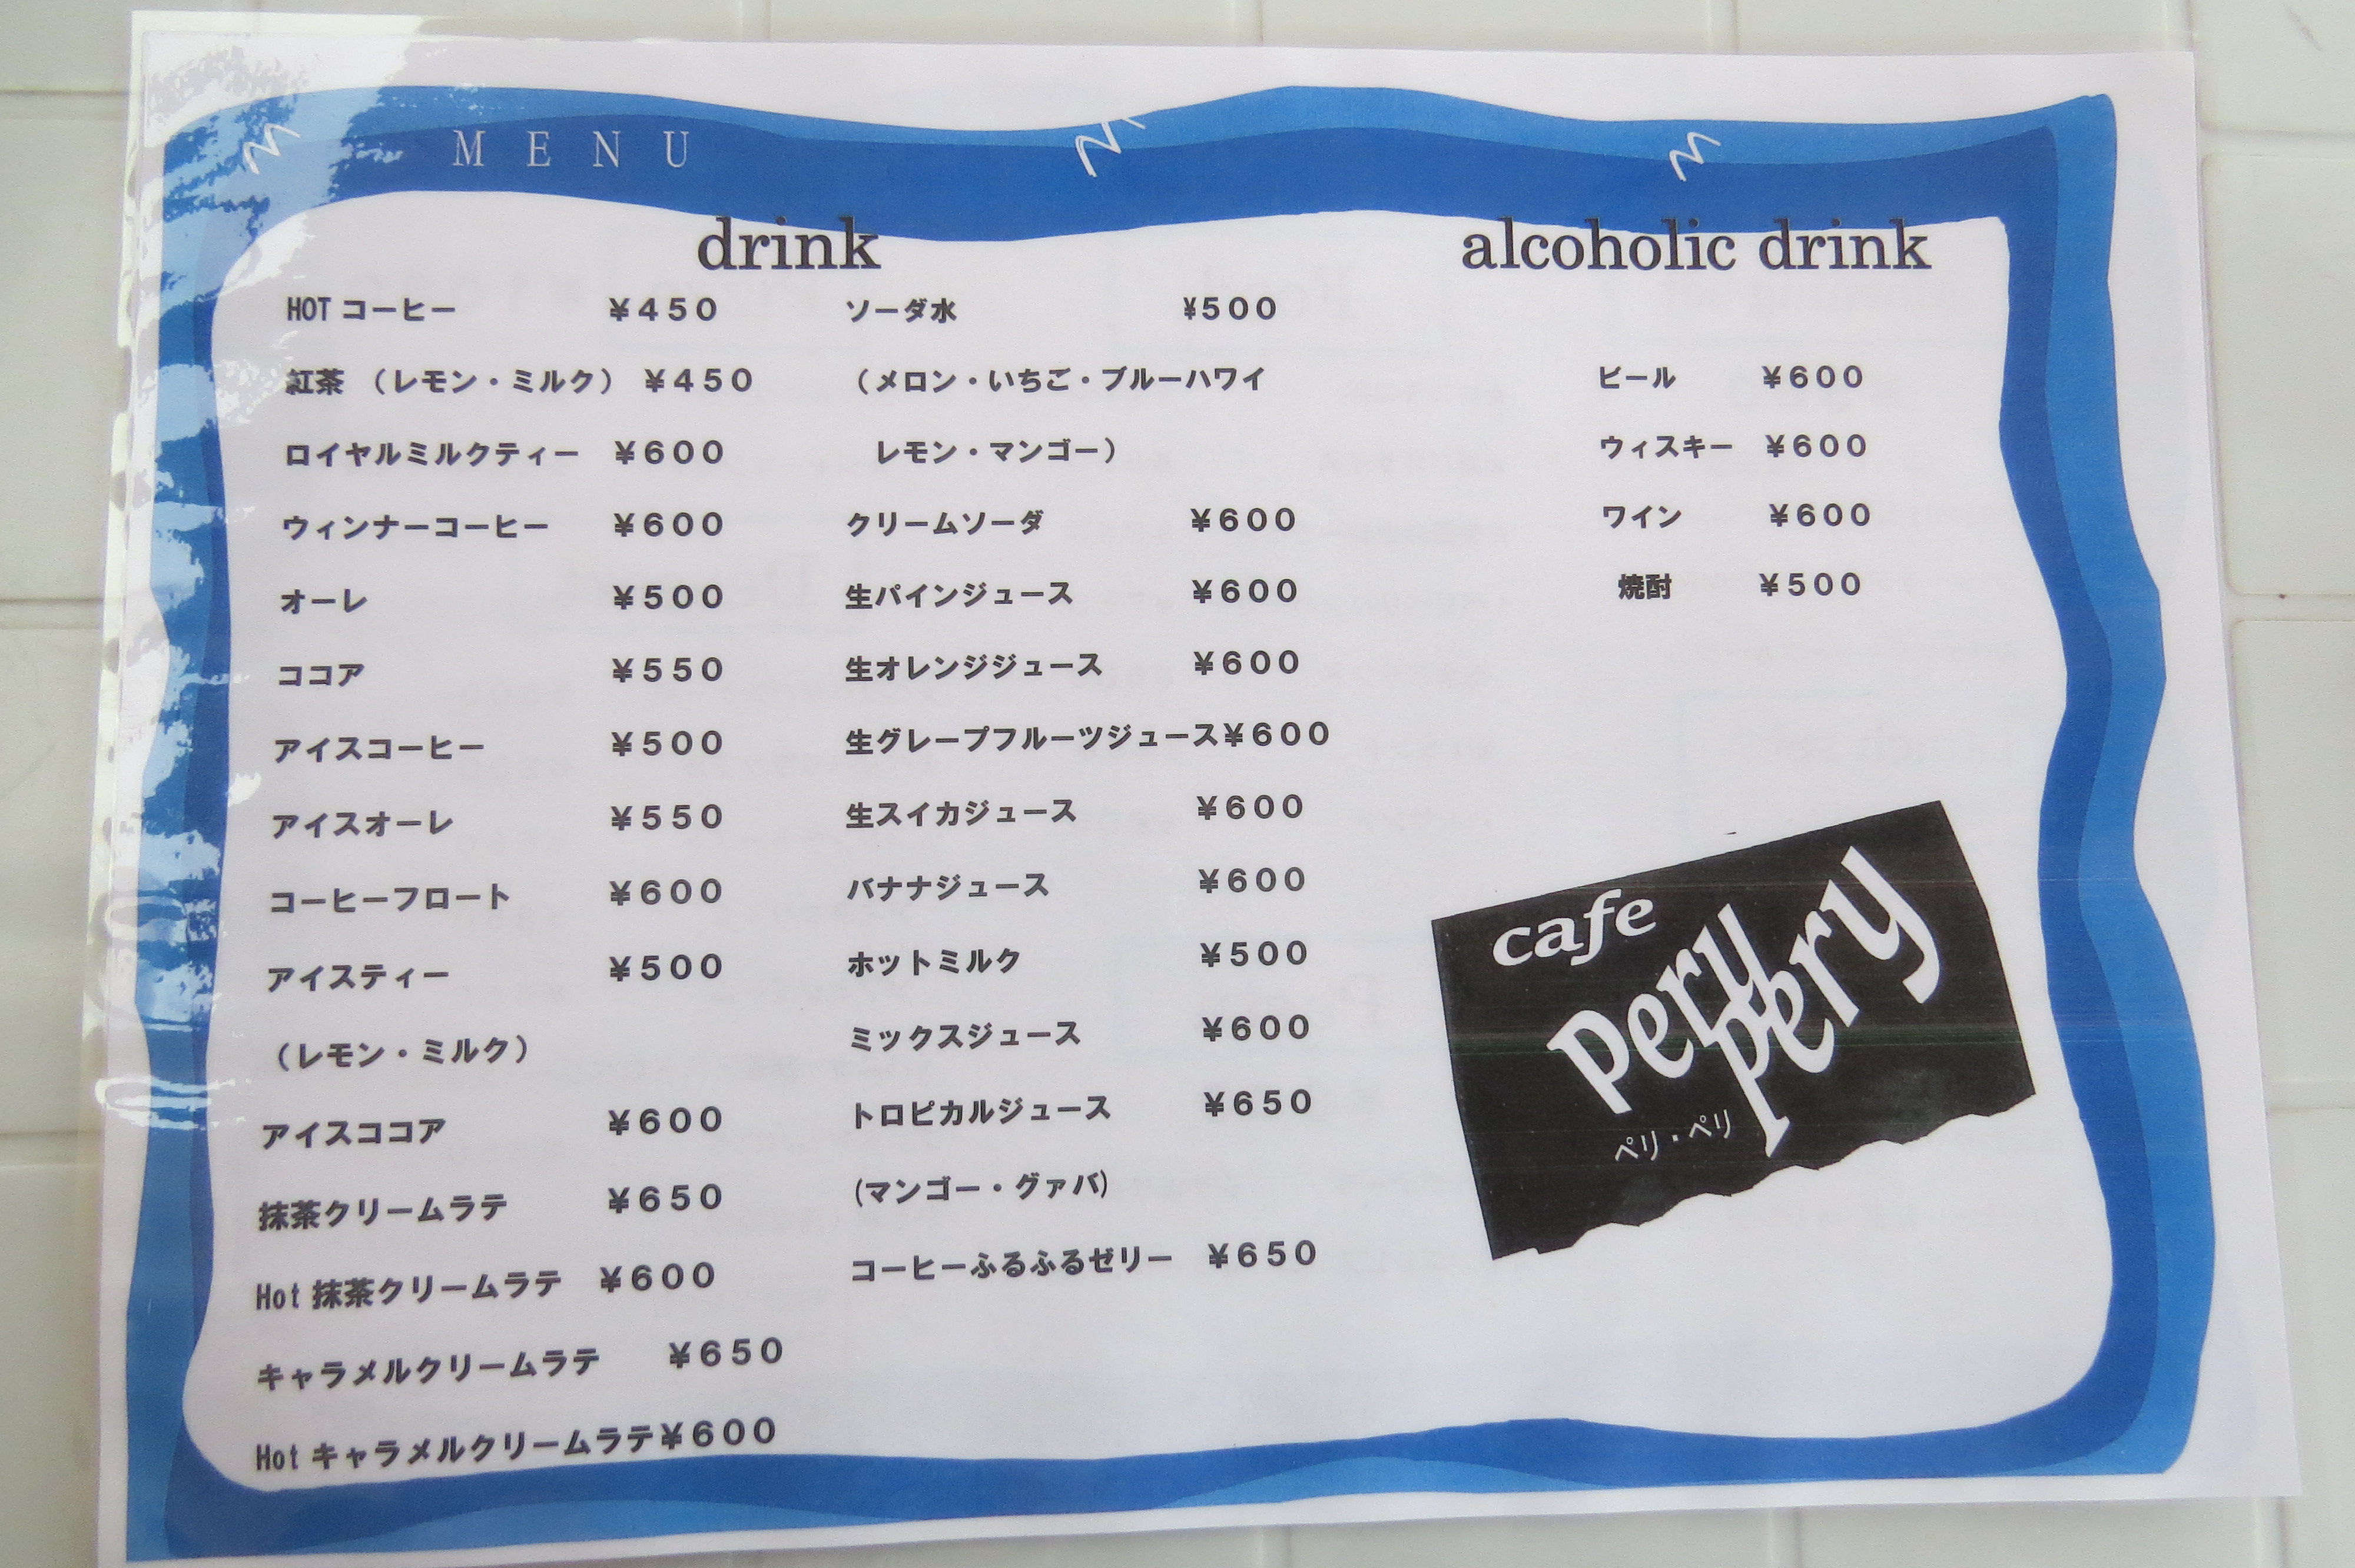 MENU
drink
HOT コーヒー ￥450
紅茶 （レモン・ミルク） ￥450
ロイヤルミルクティー ￥600
ウィンナーコーヒー ￥600
オーレ ￥500
ココア ￥550
アイスコーヒー ￥500
アイスオーレ ￥550
コーヒーフロート ￥600
アイスティー ￥500
（レモン・ミルク）
アイスココア ￥600
抹茶クリームラテ ￥650
Hot 抹茶クリームラテ ￥600
キャラメルクリームラテ ￥650
Hot キャラメルクリームラテ￥600
ソーダ水 ¥500
（メロン・いちご・ブルーハワイ
レモン・マンゴー）
クリームソーダ ￥600
生パインジュース ￥600
生オレンジジュース ￥600
生グレープフルーツジュース￥600
生スイカジュース ￥600
バナナジュース ￥600
ホットミルク ￥500
ミックスジュース ￥600
トロピカルジュース ￥650
(マンゴー・グァバ)
コーヒーふるふるゼリー ￥650
alcoholic drink
ビール ￥600
ウィスキー ￥600
ワイン ￥600
焼酎 ￥500
cafe
Pery
Pery
ペリ・ペリ